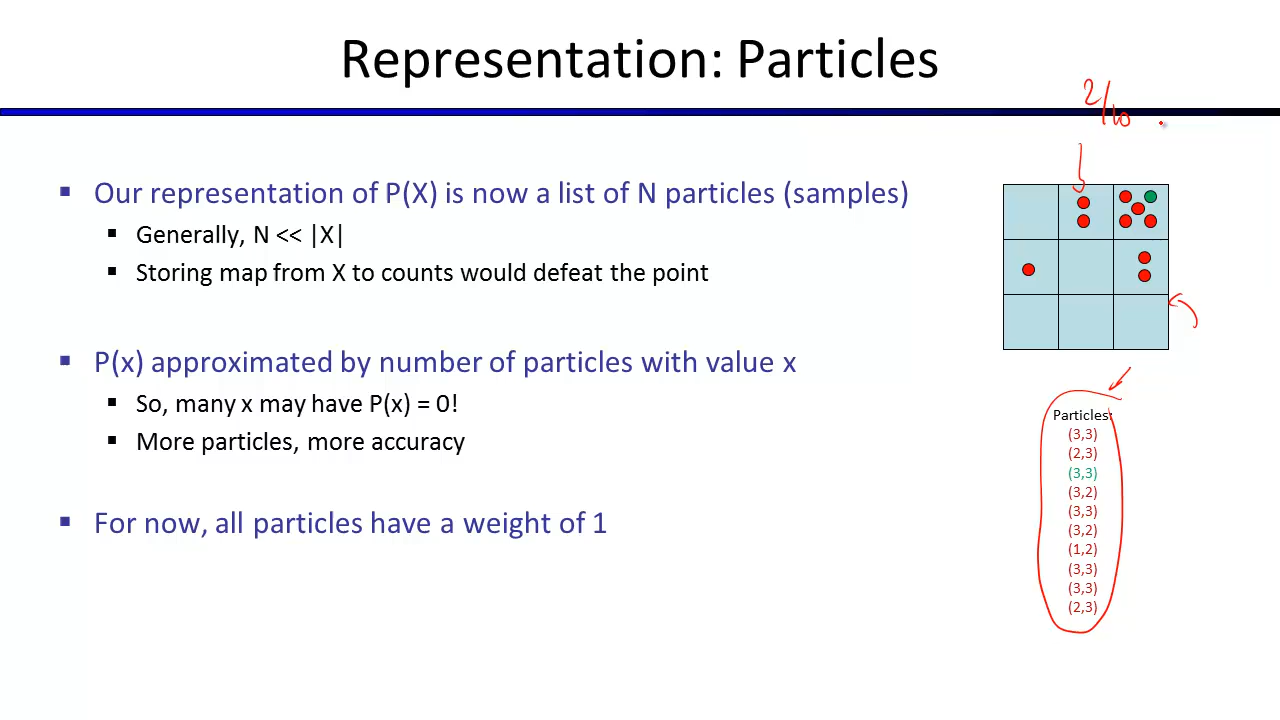 Representation: Particles
2/10
Our representation of P(X) is now a list of N particles (samples)
Generally, N << |X|
Storing map from X to counts would defeat the point
P(x) approximated by number of particles with value x
So, many x may have P(x) = 0!
More particles, more accuracy
For now, all particles have a weight of 1
Particles:
(3,3)
(2,3)
(3,3)
(3,2)
(3,3)
(3,2)
(1,2)
(3,3)
(3,3)
(2,3)